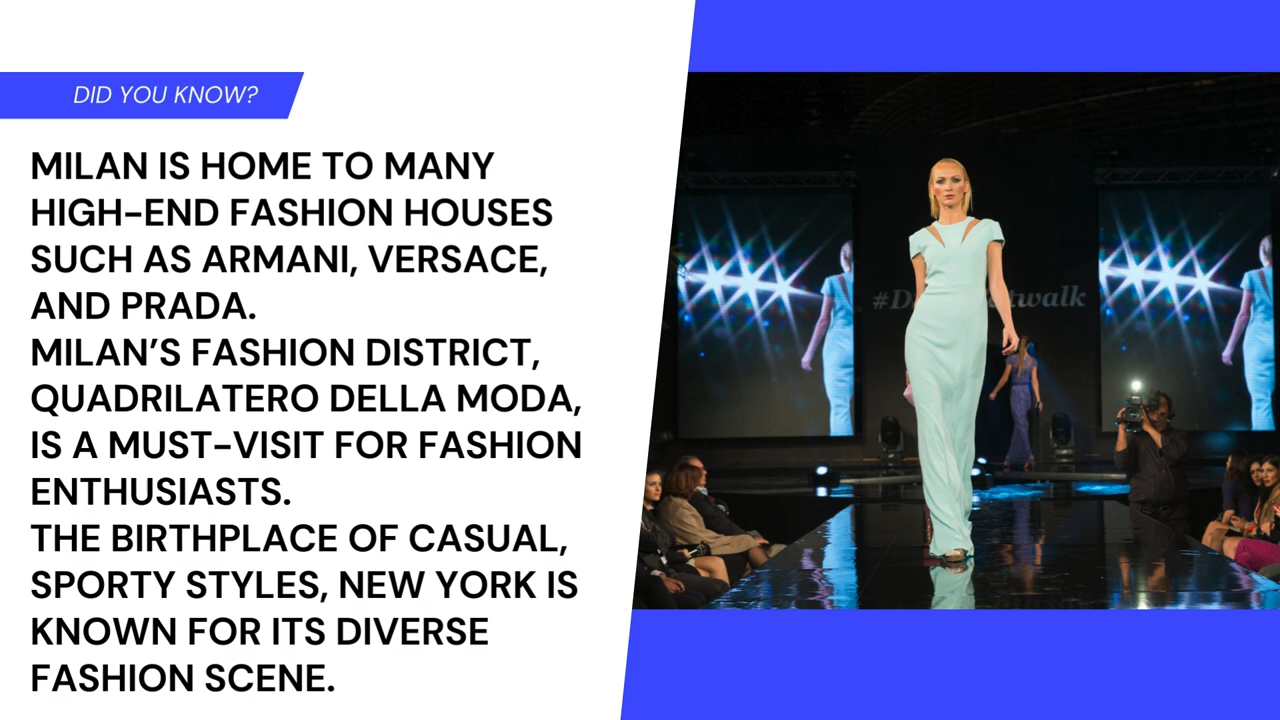 DID YOU KNOW?
MILAN IS HOME TO MANY
HIGH-END FASHION HOUSES
SUCH AS ARMANI, VERSACE,
AND PRADA.
MILAN’S FASHION DISTRICT,
QUADRILATERO DELLA MODA,
IS A MUST-VISIT FOR FASHION
ENTHUSIASTS.
THE BIRTHPLACE OF CASUAL,
SPORTY STYLES, NEW YORK IS
KNOWN FOR ITS DIVERSE
FASHION SCENE.